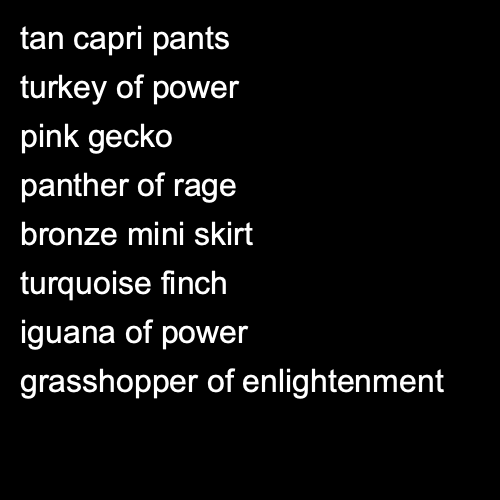 tan capri pants
turkey of power
pink gecko
panther of rage
bronze mini skirt
turquoise finch
iguana of power
grasshopper of enlightenment